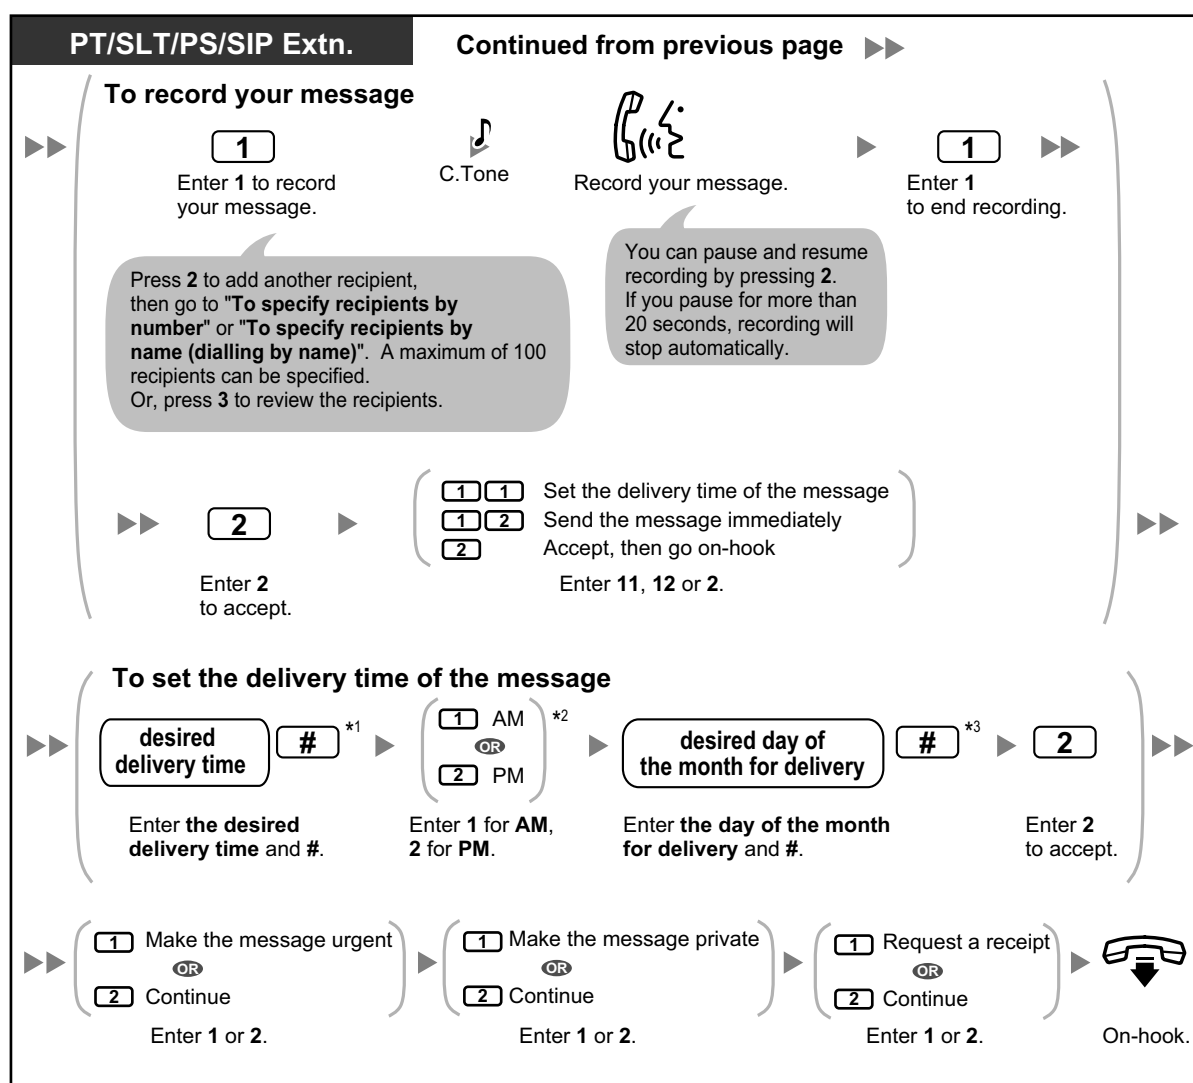 PT/SLT/PS/SIP Extn.
Continued from previous page
To record your message
1
C.Tone
1
Enter 1 to record
your message.
Record your message.
Enter 1
to end recording.
Press 2 to add another recipient,
then go to "To specify recipients by
number" or "To specify recipients by
name (dialling by name)". A maximum of 100
recipients can be specified.
Or, press 3 to review the recipients.
You can pause and resume
recording by pressing 2.
If you pause for more than
20 seconds, recording will
stop automatically.
2
Enter 2
to accept.
1 1 Set the delivery time of the message
1 2 Send the message immediately
2 Accept, then go on-hook
Enter 11, 12 or 2.
To set the delivery time of the message
desired
delivery time
# *1
1 AM
OR
2 PM
*2
desired day of
the month for delivery
# *3
2
Enter the desired
delivery time and #.
Enter 1 for AM,
2 for PM.
Enter the day of the month
for delivery and #.
Enter 2
to accept.
1 Make the message urgent
OR
2 Continue
Enter 1 or 2.
1 Make the message private
OR
2 Continue
Enter 1 or 2.
1 Request a receipt
OR
2 Continue
Enter 1 or 2.
On-hook.